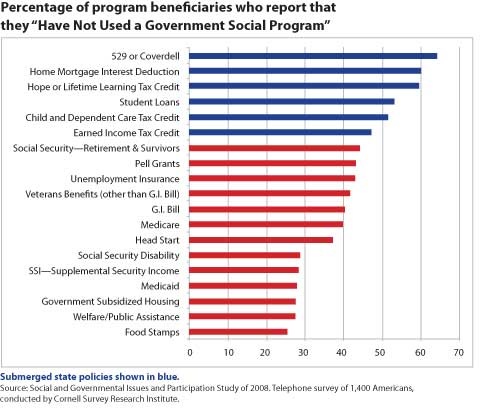 Percentage of program beneficiaries who report that
they “Have Not Used a Government Social Program”
529 or Coverdell
Home Mortgage Interest Deduction
Hope or Lifetime Learning Tax Credit
Student Loans
Child and Dependent Care Tax Credit
Earned Income Tax Credit
Social Security—Retirement & Survivors
Pell Grants
Unemployment Insurance
Veterans Benefits (other than G.I. Bill)
G.I. Bill
Medicare
Head Start
Social Security Disability
SSI—Supplemental Security Income
Medicaid
Government Subsidized Housing
Welfare/Public Assistance
Food Stamps
0 10 20 30 40 50 60 70
Submerged state policies shown in blue.
Source: Social and Governmental Issues and Participation Study of 2008. Telephone survey of 1,400 Americans,
conducted by Cornell Survey Research Institute.